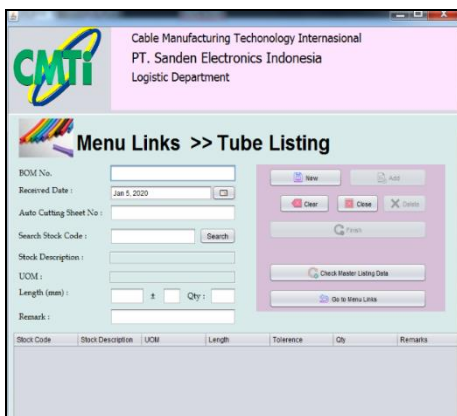 CMTi
Cable Manufacturing Techonology Internasional
PT. Sanden Electronics Indonesia
Logistic Department
Menu Links >> Tube Listing
BOM No.
Received Date :
Jan 5, 2020
Auto Cutting Sheet No :
Search Stock Code :
Search
Stock Description :
UOM :
Length (mm) :
±
Qty :
Remark :
New
Add
Clear
Close
Delete
Finish
Check Master Listing Data
Go to Menu Links
Stock Code Stock Description UOM Length Tolerence Qty Remarks